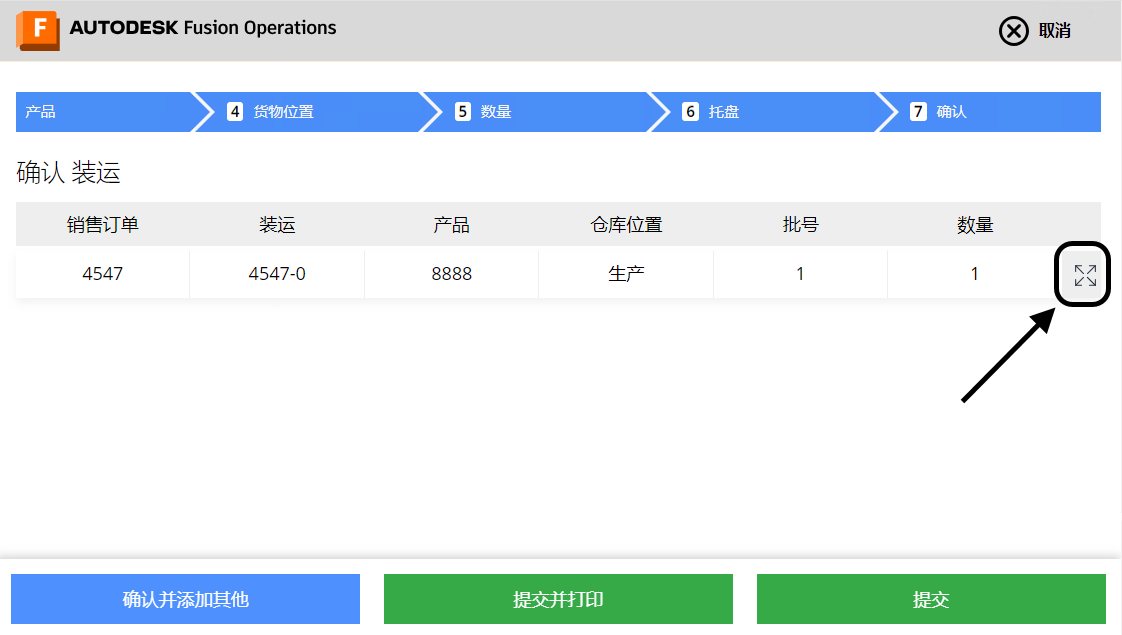 F AUTODESK Fusion Operations 取消
产品 4 货物位置 5 数量 6 托盘 7 确认
确认 装运
销售订单 装运 产品 仓库位置 批号 数量
4547 4547-0 8888 生产 1 1
确认并添加其他 提交并打印 提交